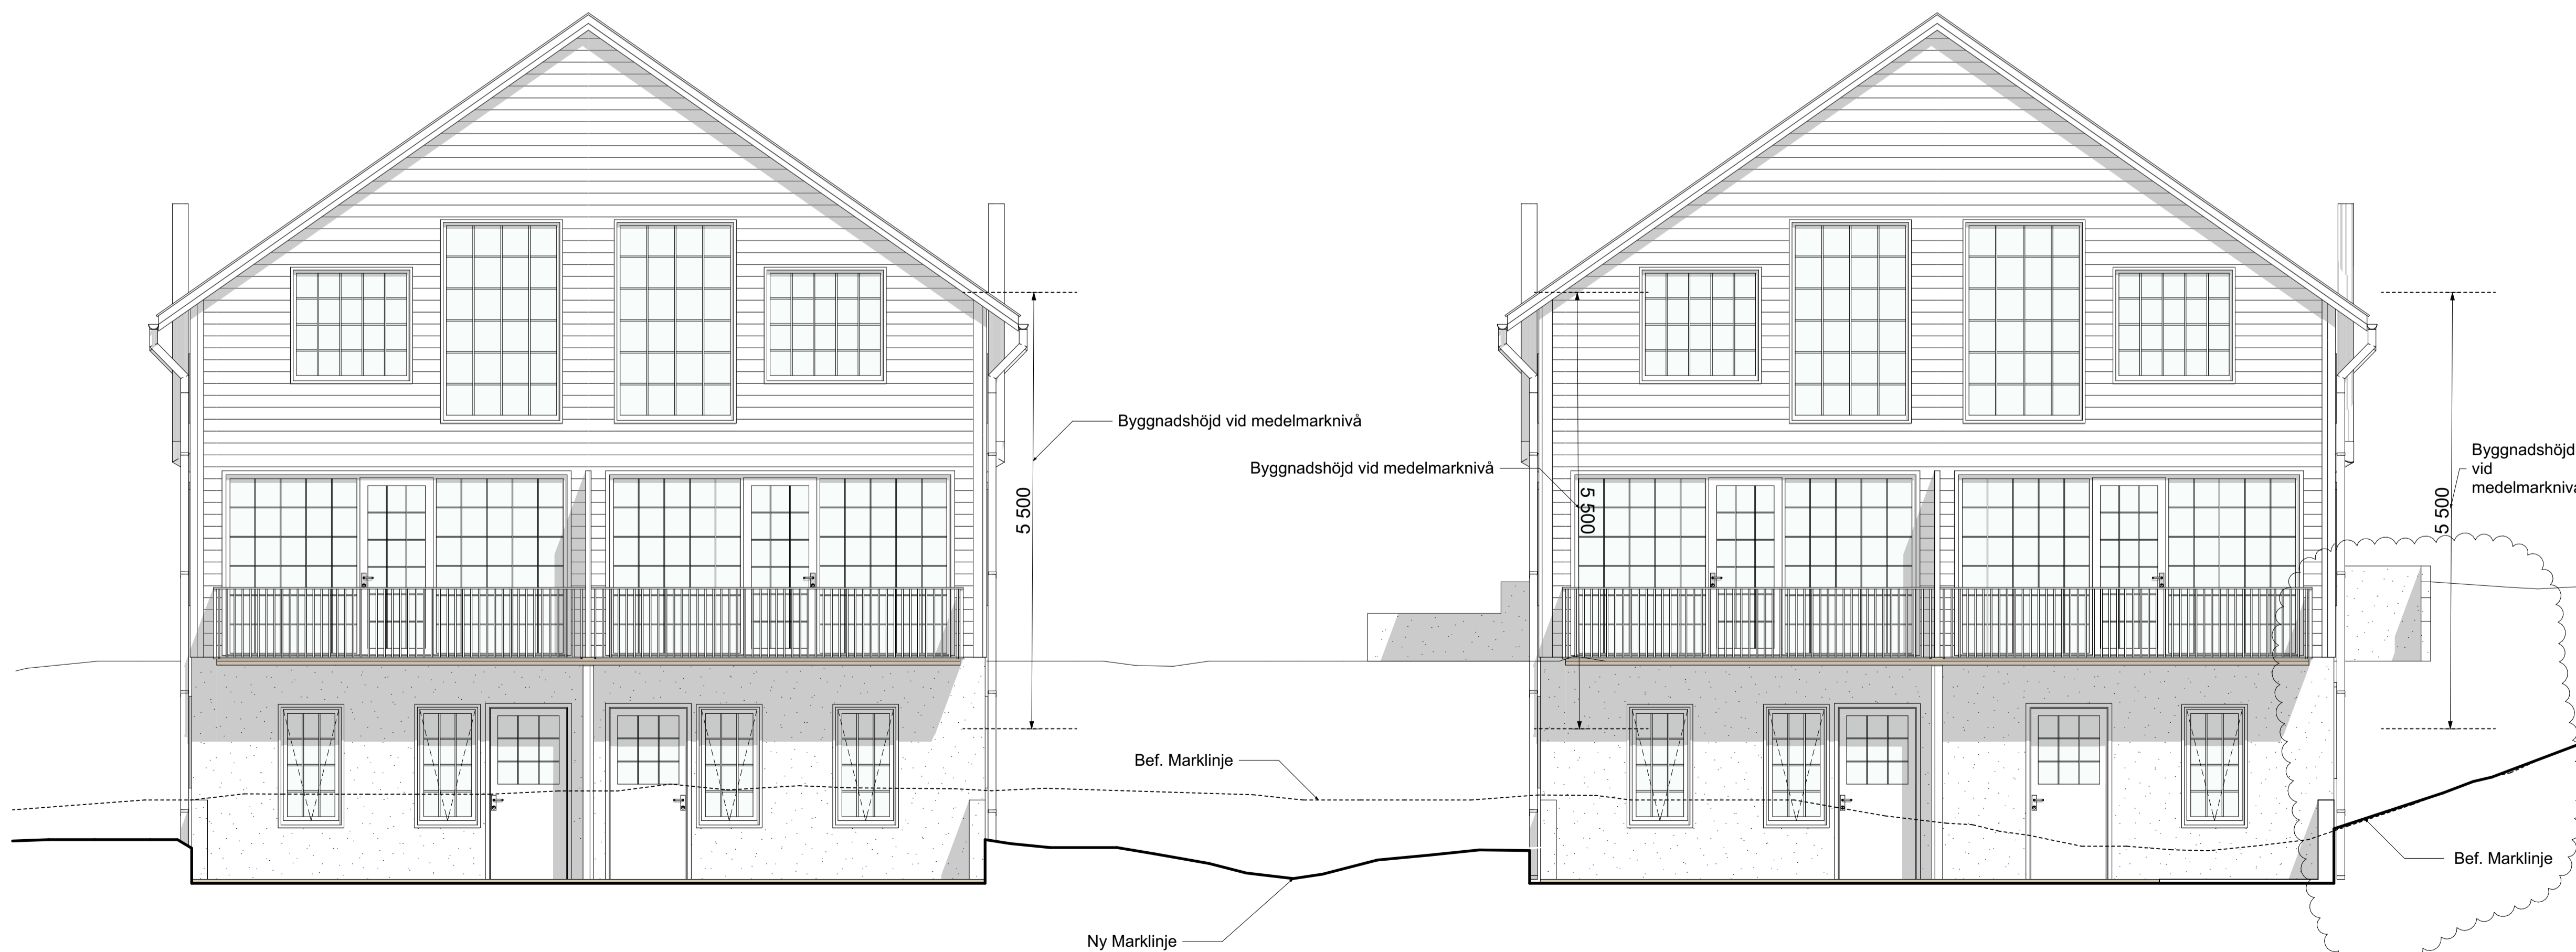 Byggnadshöjd vid medelmarknivå
Byggnadshöjd
vid
medelmarknivå
Byggnadshöjd vid medelmarknivå
5 500
5 500
5 500
Bef. Marklinje
Bef. Marklinje
Ny Marklinje